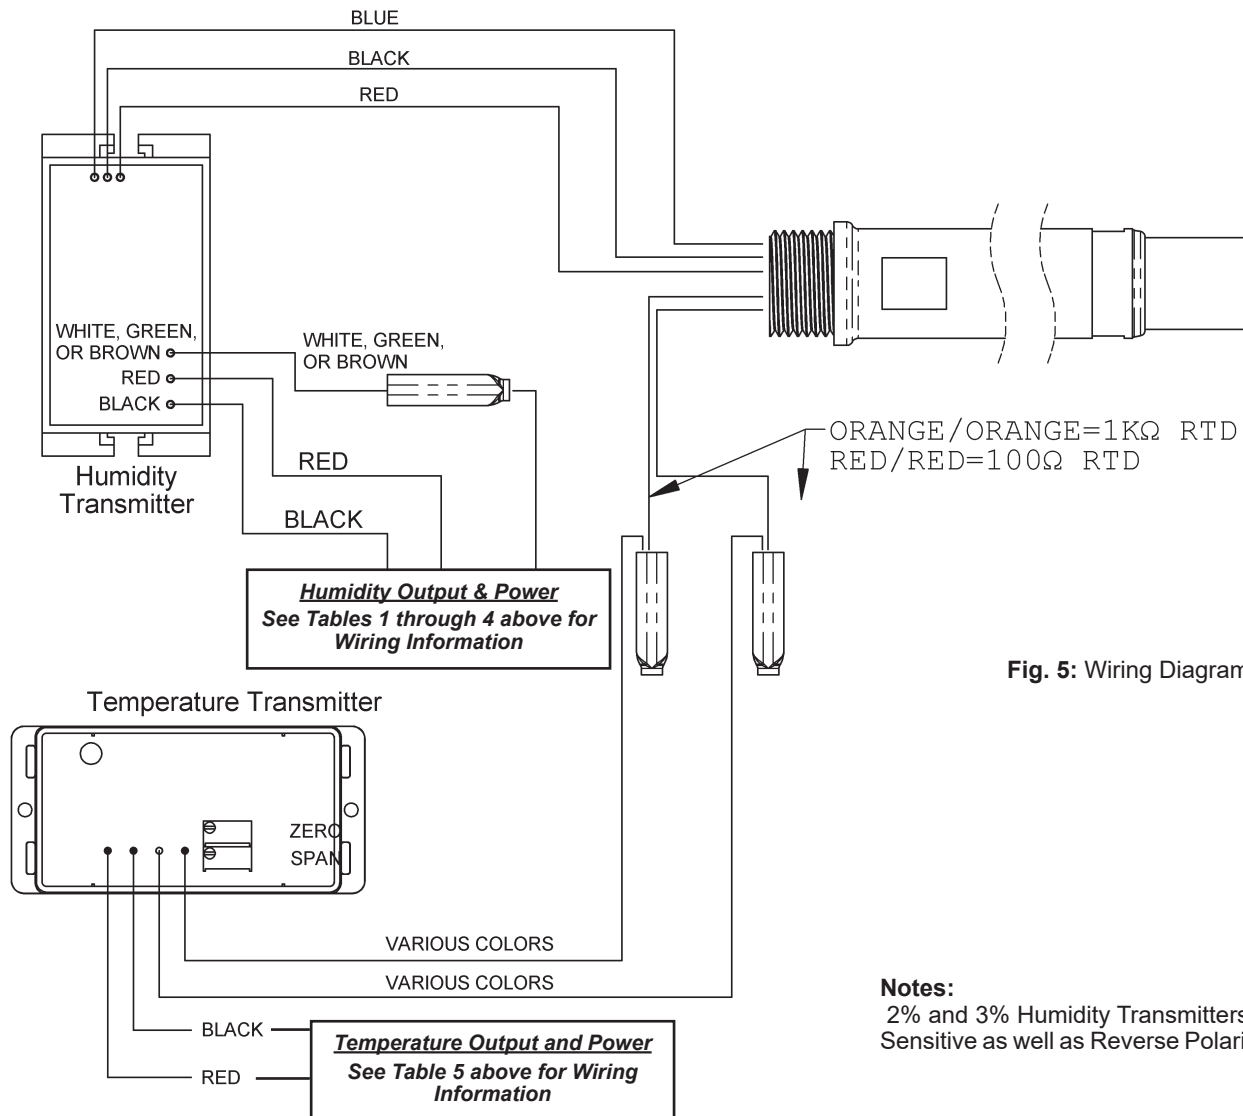 BLUE
BLACK
RED
WHITE, GREEN,
OR BROWN
RED
BLACK
WHITE, GREEN,
OR BROWN
Humidity
Transmitter
RED
BLACK
ORANGE/ORANGE=1KΩ RTD
RED/RED=100Ω RTD
Humidity Output & Power
See Tables 1 through 4 above for
Wiring Information
Fig. 5: Wiring Diagram
Temperature Transmitter
ZERO
SPAN
VARIOUS COLORS
VARIOUS COLORS
BLACK
RED
Temperature Output and Power
See Table 5 above for Wiring
Information
Notes:
2% and 3% Humidity Transmitters
Sensitive as well as Reverse Polari